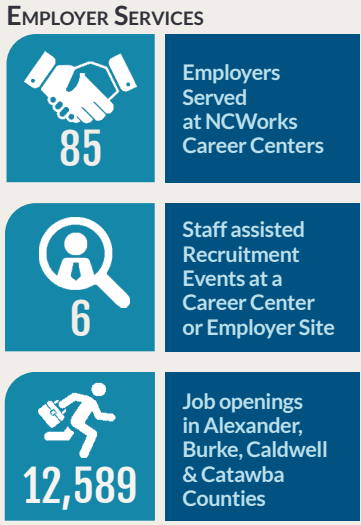 EMPLOYER SERVICES
85
Employers
Served
at NCWorks
Career Centers
6
Staff assisted
Recruitment
Events at a
Career Center
or Employer Site
12,589
Job openings
in Alexander,
Burke, Caldwell
& Catawba
Counties